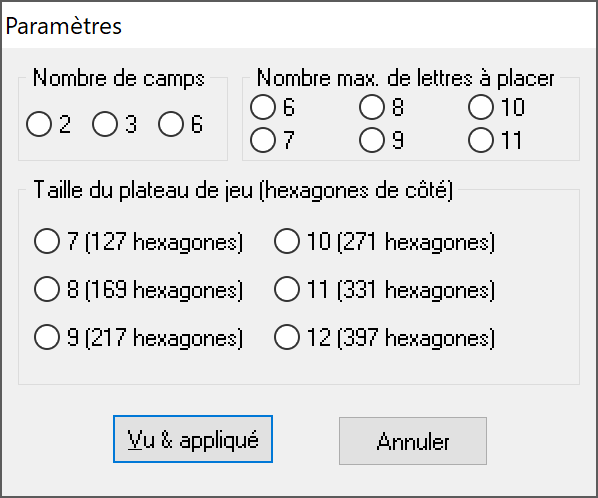 Paramètres
Nombre de camps
2 3 6
Nombre max. de lettres à placer
6 8 10
7 9 11
Taille du plateau de jeu (hexagones de côté)
7 (127 hexagones) 10 (271 hexagones)
8 (169 hexagones) 11 (331 hexagones)
9 (217 hexagones) 12 (397 hexagones)
Vu & appliqué Annuler